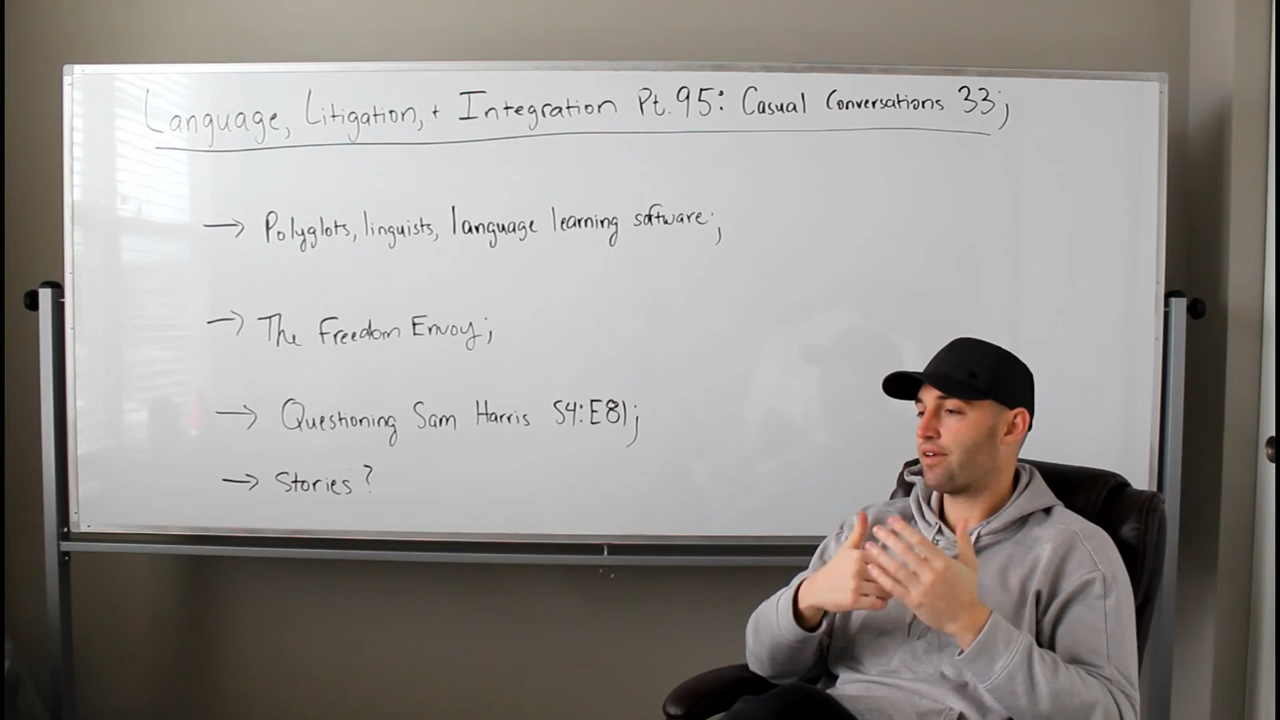 Language, Litigation, + Integration Pt. 95: Casual Conversations 33;
→ Polyglots, linguists, language learning software;
→ The Freedom Envoy;
→ Questioning Sam Harris S4:E81;
→ Stories?